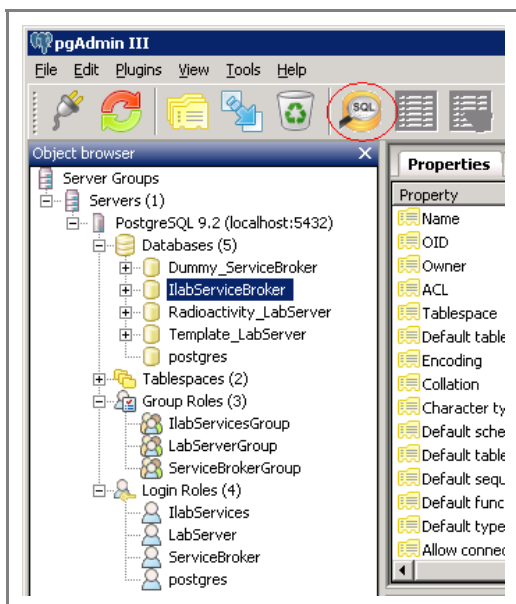 pgAdmin III
File Edit Plugins View Tools Help
SQL
Object browser
Server Groups
Servers (1)
PostgreSQL 9.2 (localhost:5432)
Databases (5)
Dummy_ServiceBroker
IlabServiceBroker
Radioactivity_LabServer
Template_LabServer
postgres
Tablespaces (2)
Group Roles (3)
IlabServicesGroup
LabServerGroup
ServiceBrokerGroup
Login Roles (4)
IlabServices
LabServer
ServiceBroker
postgres
Properties
Property
Name
OID
Owner
ACL
Tablespace
Default table
Encoding
Collation
Character ty
Default sche
Default table
Default sequ
Default func
Default type
Allow connec